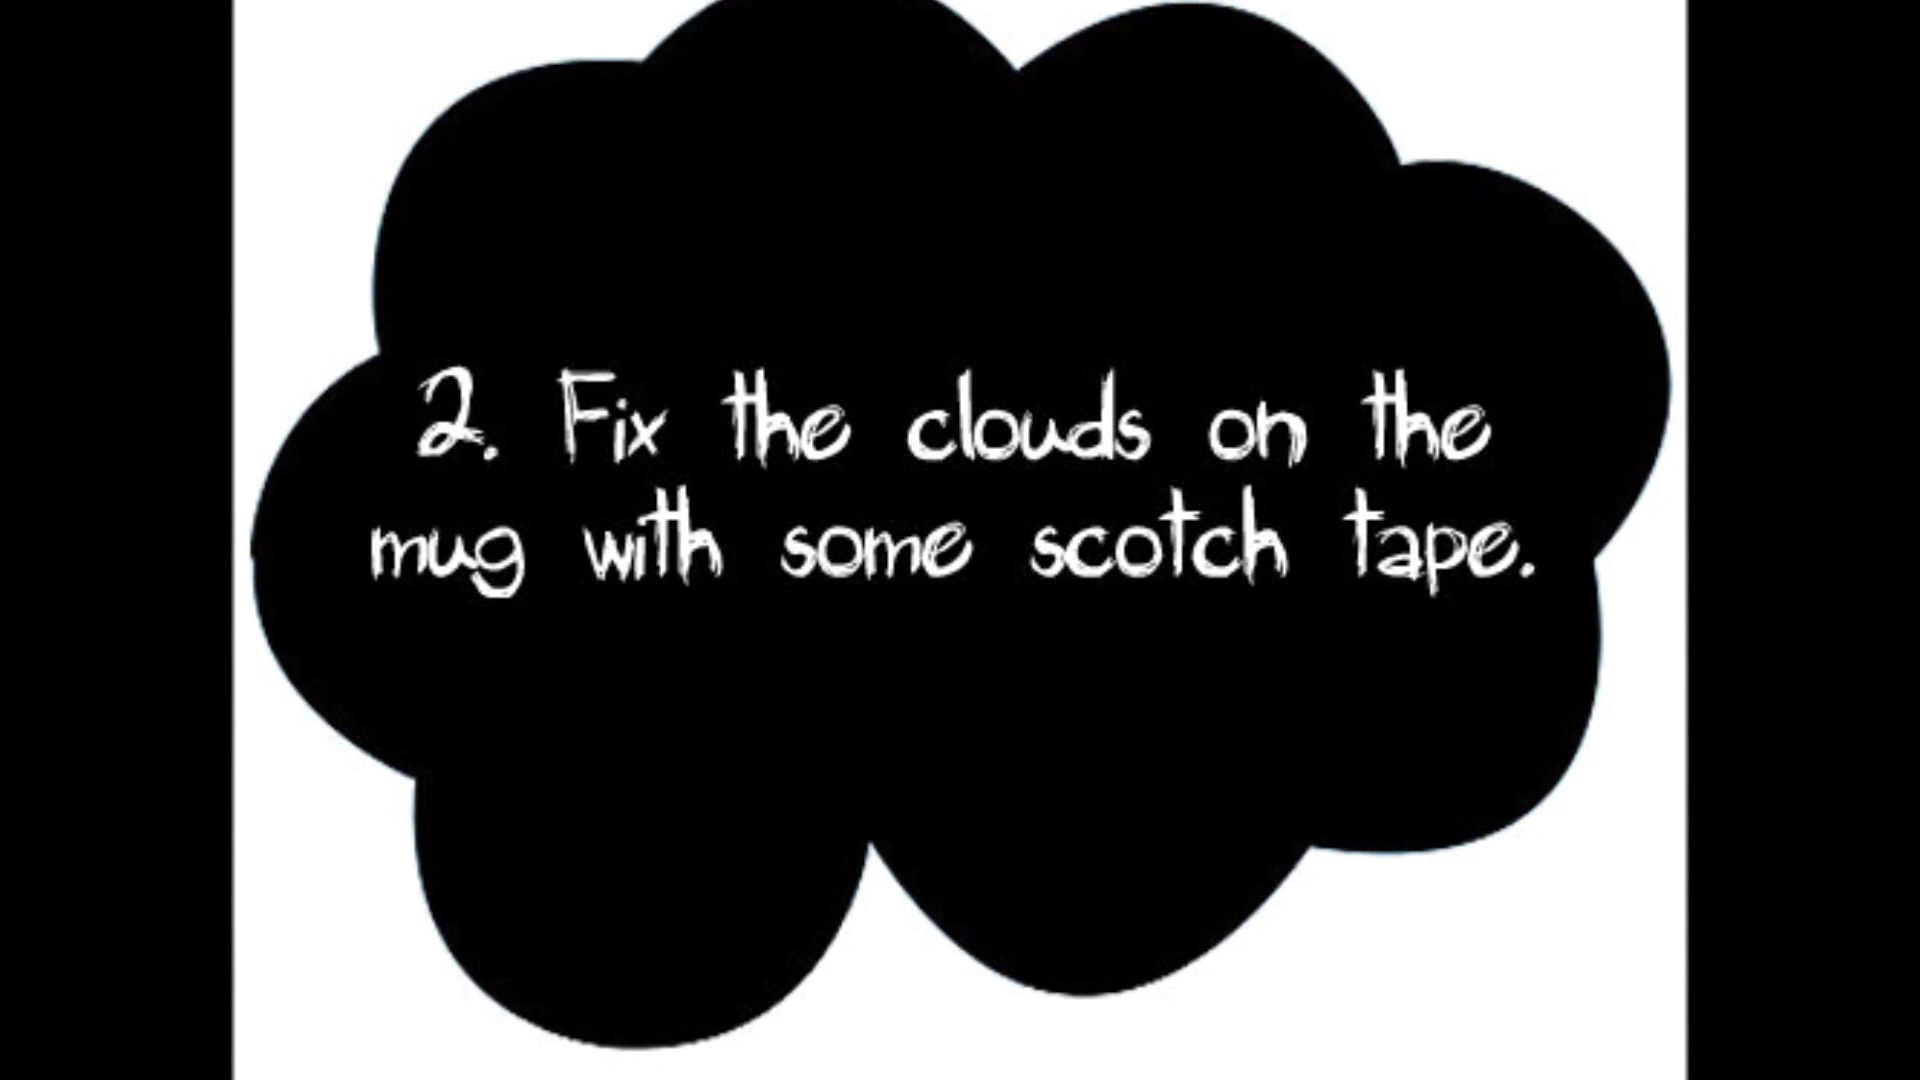 2. Fix the clouds on the
mug with some scotch tape.